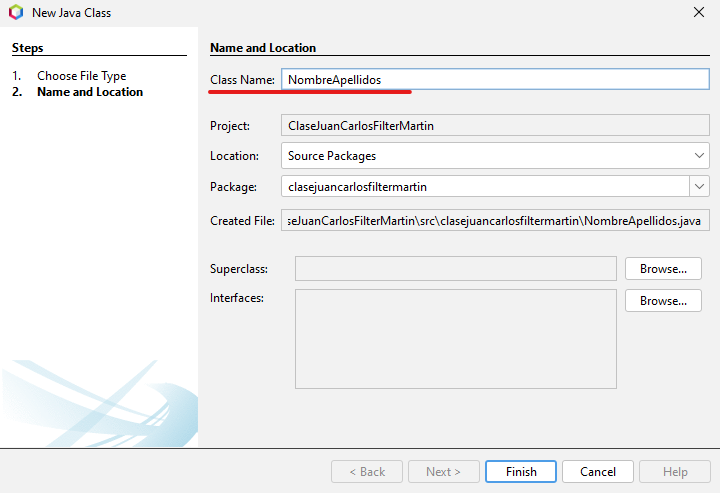 New Java Class
Steps
1. Choose File Type
2. Name and Location
Name and Location
Class Name: NombreApellidos
Project: ClaseJuanCarlosFilterMartin
Location: Source Packages
Package: clasejuancarlosfiltermartin
Created File: seJuanCarlosFilterMartin\src\clasejuancarlosfiltermartin\NombreApellidos.java
Superclass: Browse...
Interfaces: Browse...
< Back Next > Finish Cancel Help